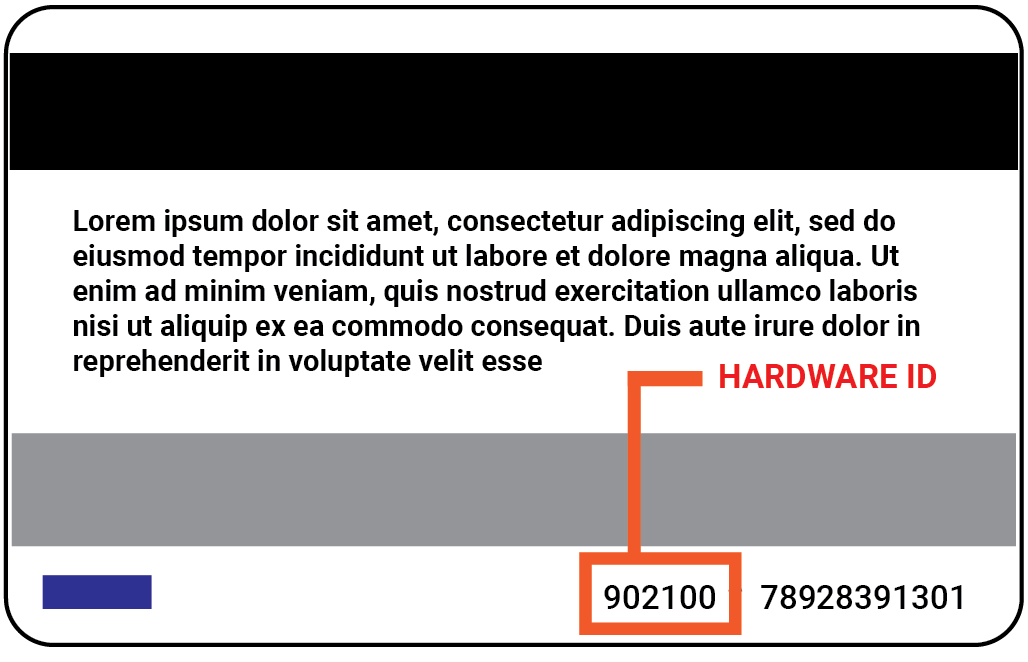 Lorem ipsum dolor sit amet, consectetur adipiscing elit, sed do
eiusmod tempor incididunt ut labore et dolore magna aliqua. Ut
enim ad minim veniam, quis nostrud exercitation ullamco laboris
nisi ut aliquip ex ea commodo consequat. Duis aute irure dolor in
reprehenderit in voluptate velit esse
HARDWARE ID
902100 78928391301